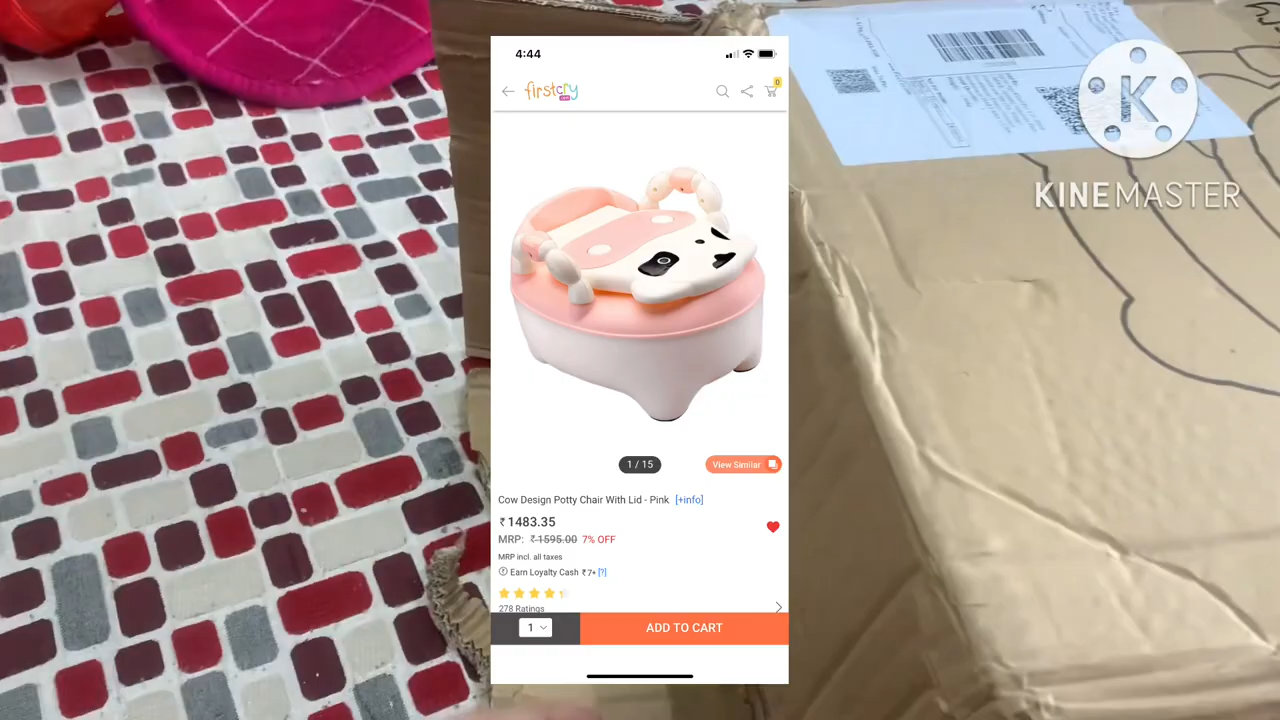 4:44
firstcry
0
1 / 15
View Similar
Cow Design Potty Chair With Lid - Pink [+info]
₹1483.35
MRP: ₹1595.00 7% OFF
MRP incl. all taxes
Earn Loyalty Cash ₹7+ [?]
278 Ratings
1
ADD TO CART
K
KINEMASTER